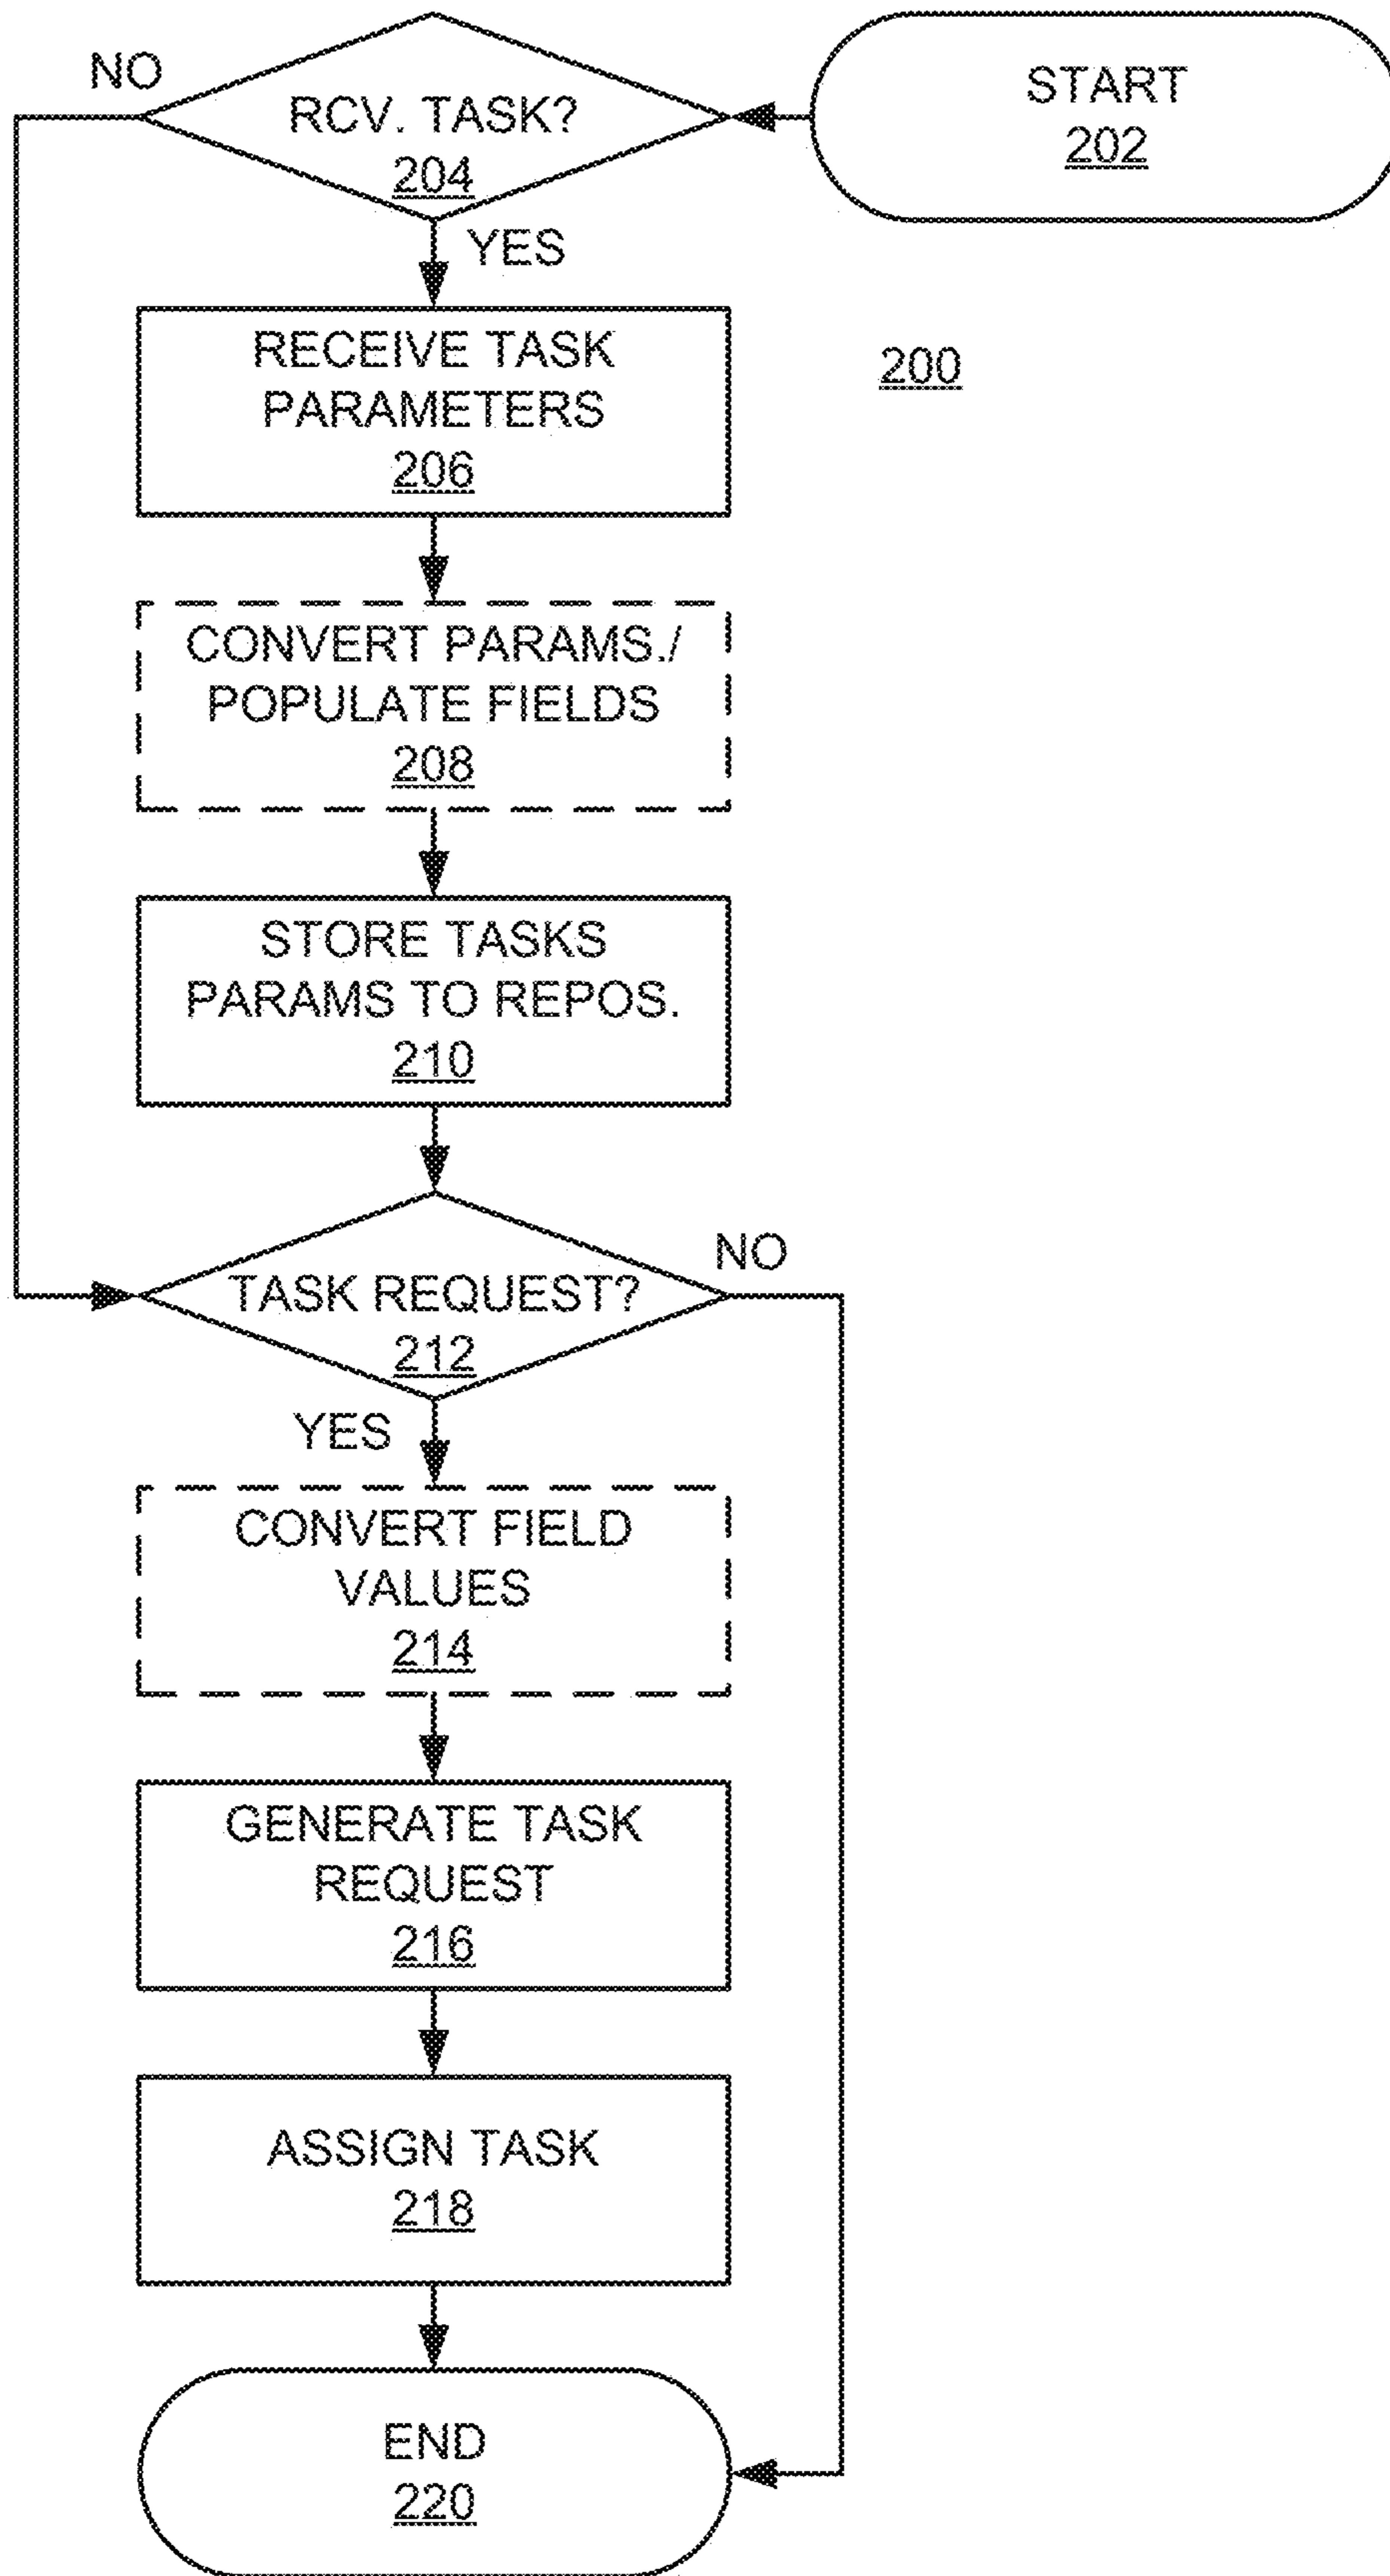 NO
RCV. TASK?
204
START
202
YES
RECEIVE TASK
PARAMETERS
206
200
CONVERT PARAMS./
POPULATE FIELDS
208
STORE TASKS
PARAMS TO REPOS.
210
NO
TASK REQUEST?
212
YES
CONVERT FIELD
VALUES
214
GENERATE TASK
REQUEST
216
ASSIGN TASK
218
END
220